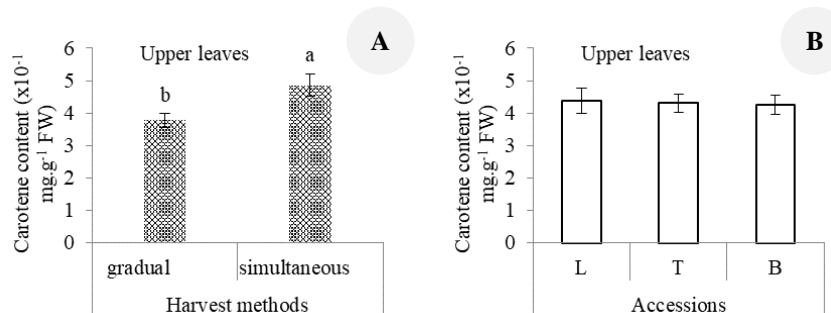 A
Upper leaves
Carotene content (x10⁻¹
mg.g⁻¹ FW)
6
5
4
3
2
1
0
b
a
gradual simultaneous
Harvest methods
B
Upper leaves
Carotene content (x10⁻¹
mg.g⁻¹ FW)
6
5
4
3
2
1
0
L T B
Accessions